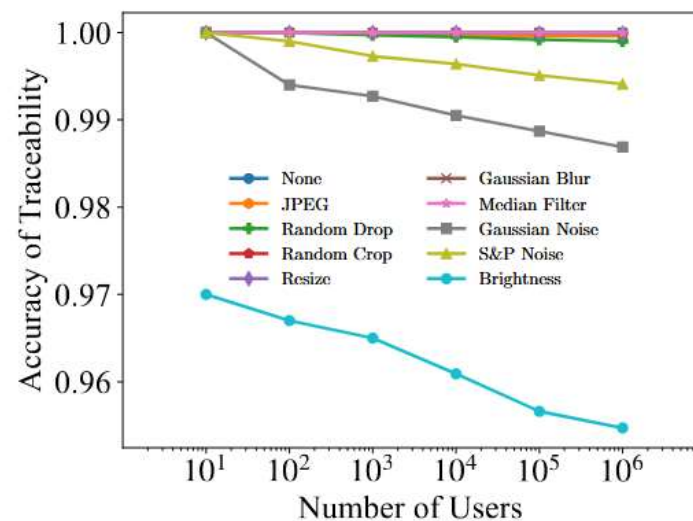 Accuracy of Traceability
1.00
0.99
0.98
0.97
0.96
None
JPEG
Random Drop
Random Crop
Resize
Gaussian Blur
Median Filter
Gaussian Noise
S&P Noise
Brightness
10¹ 10² 10³ 10⁴ 10⁵ 10⁶
Number of Users